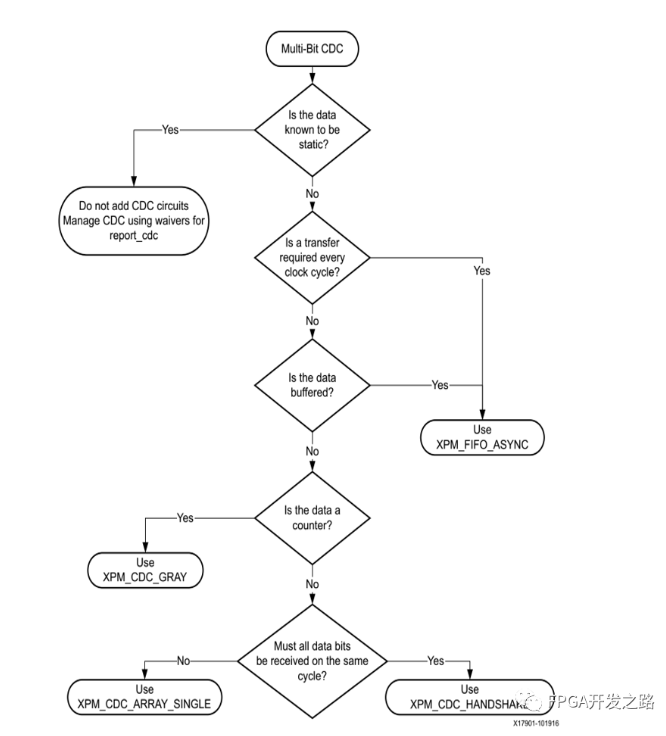 Multi-Bit CDC
Is the data
known to be
static?
Yes
Do not add CDC circuits
Manage CDC using waivers for
report_cdc
No
Is a transfer
required every
clock cycle?
Yes
No
Is the data
buffered?
Yes
Use
XPM_FIFO_ASYNC
No
Is the data a
counter?
Yes
Use
XPM_CDC_GRAY
No
Must all data bits
be received on the same
cycle?
No
Yes
Use
XPM_CDC_ARRAY_SINGLE
Use
XPM_CDC_HANDSHAKE
FPGA开发之路
X17901-101916